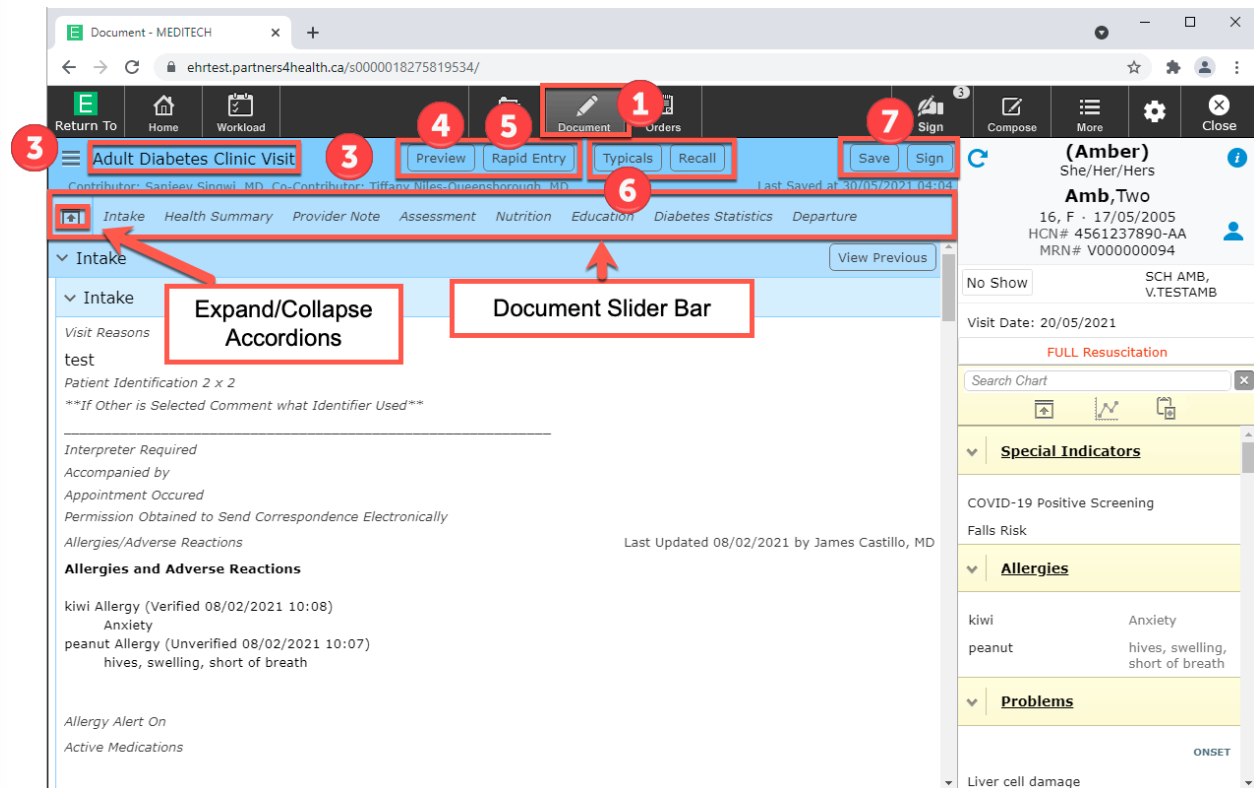 Document - MEDITECH
ehrtest.partners4health.ca/s0000018275819534/
Return To
Home
Workload
Document
Orders
Sign
3
Compose
More
Close
1
3
Adult Diabetes Clinic Visit
3
4
5
7
Preview
Rapid Entry
Typicals
Recall
Save
Sign
Contributor: Sanjeev Singwi, MD Co-Contributor: Tiffany Niles-Queensborough, MD
Last Saved at 30/05/2021 04:04
6
Intake Health Summary Provider Note Assessment Nutrition Education Diabetes Statistics Departure
Intake
View Previous
Intake
Expand/Collapse
Accordions
Document Slider Bar
Visit Reasons
test
Patient Identification 2 x 2
**If Other is Selected Comment what Identifier Used**
Interpreter Required
Accompanied by
Appointment Occured
Permission Obtained to Send Correspondence Electronically
Allergies/Adverse Reactions
Last Updated 08/02/2021 by James Castillo, MD
Allergies and Adverse Reactions
kiwi Allergy (Verified 08/02/2021 10:08)
Anxiety
peanut Allergy (Unverified 08/02/2021 10:07)
hives, swelling, short of breath
Allergy Alert On
Active Medications
(Amber)
She/Her/Hers
Amb,Two
16, F · 17/05/2005
HCN# 4561237890-AA
MRN# V000000094
No Show
SCH AMB,
V.TESTAMB
Visit Date: 20/05/2021
FULL Resuscitation
Search Chart
Special Indicators
COVID-19 Positive Screening
Falls Risk
Allergies
kiwi Anxiety
peanut hives, swelling,
short of breath
Problems
ONSET
Liver cell damage